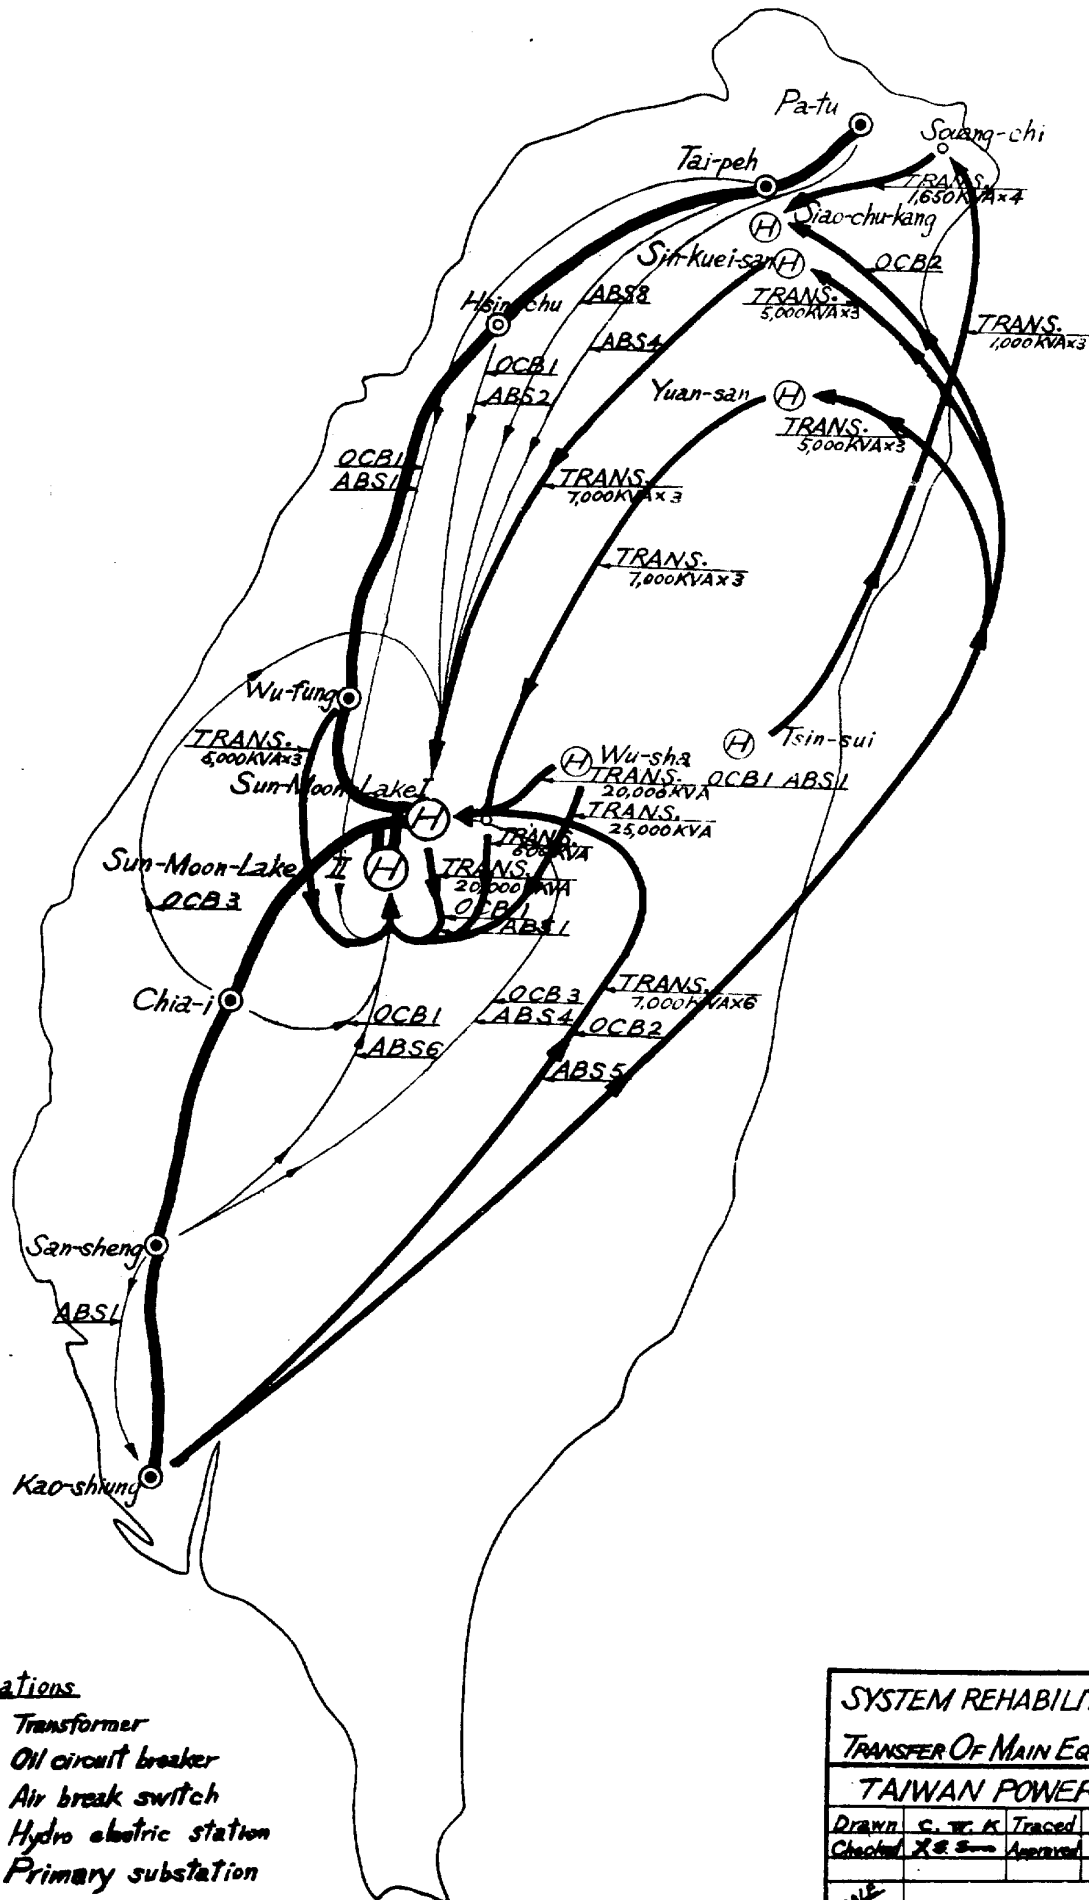 Pa-tu
Souang-chi
Tai-peh
TRANS.
1,650KVA×4
Siao-chu-kang
Sin-kuei-san
OCB2
ABS8
TRANS.
5,000KVA×3
Hsin-chu
TRANS.
1,000KVA×3
ABS4
OCB1
ABS2
Yuan-san
TRANS.
5,000KVA×3
OCB1
ABS1
TRANS.
7,000KVA×3
TRANS.
7,000KVA×3
Wu-fung
TRANS.
6,000KVA×3
Tsin-sui
OCB1 ABS1
Wu-sha
TRANS.
20,000KVA
Sun-Moon-Lake I
TRANS.
25,000KVA
TRANS.
600KVA
Sun-Moon-Lake II
TRANS.
20,000KVA
OCB3
OCB1
ABS1
Chia-i
TRANS.
7,000KVA×6
OCB3
ABS4
OCB1
OCB2
ABS6
ABS5
San-sheng
ABS1
Kao-shiung
ations
Transformer
Oil circuit breaker
Air break switch
Hydro electric station
Primary substation
SYSTEM REHABILI
TRANSFER OF MAIN EQ
TAIWAN POWER
Drawn C. W. K Traced
Checked Approved